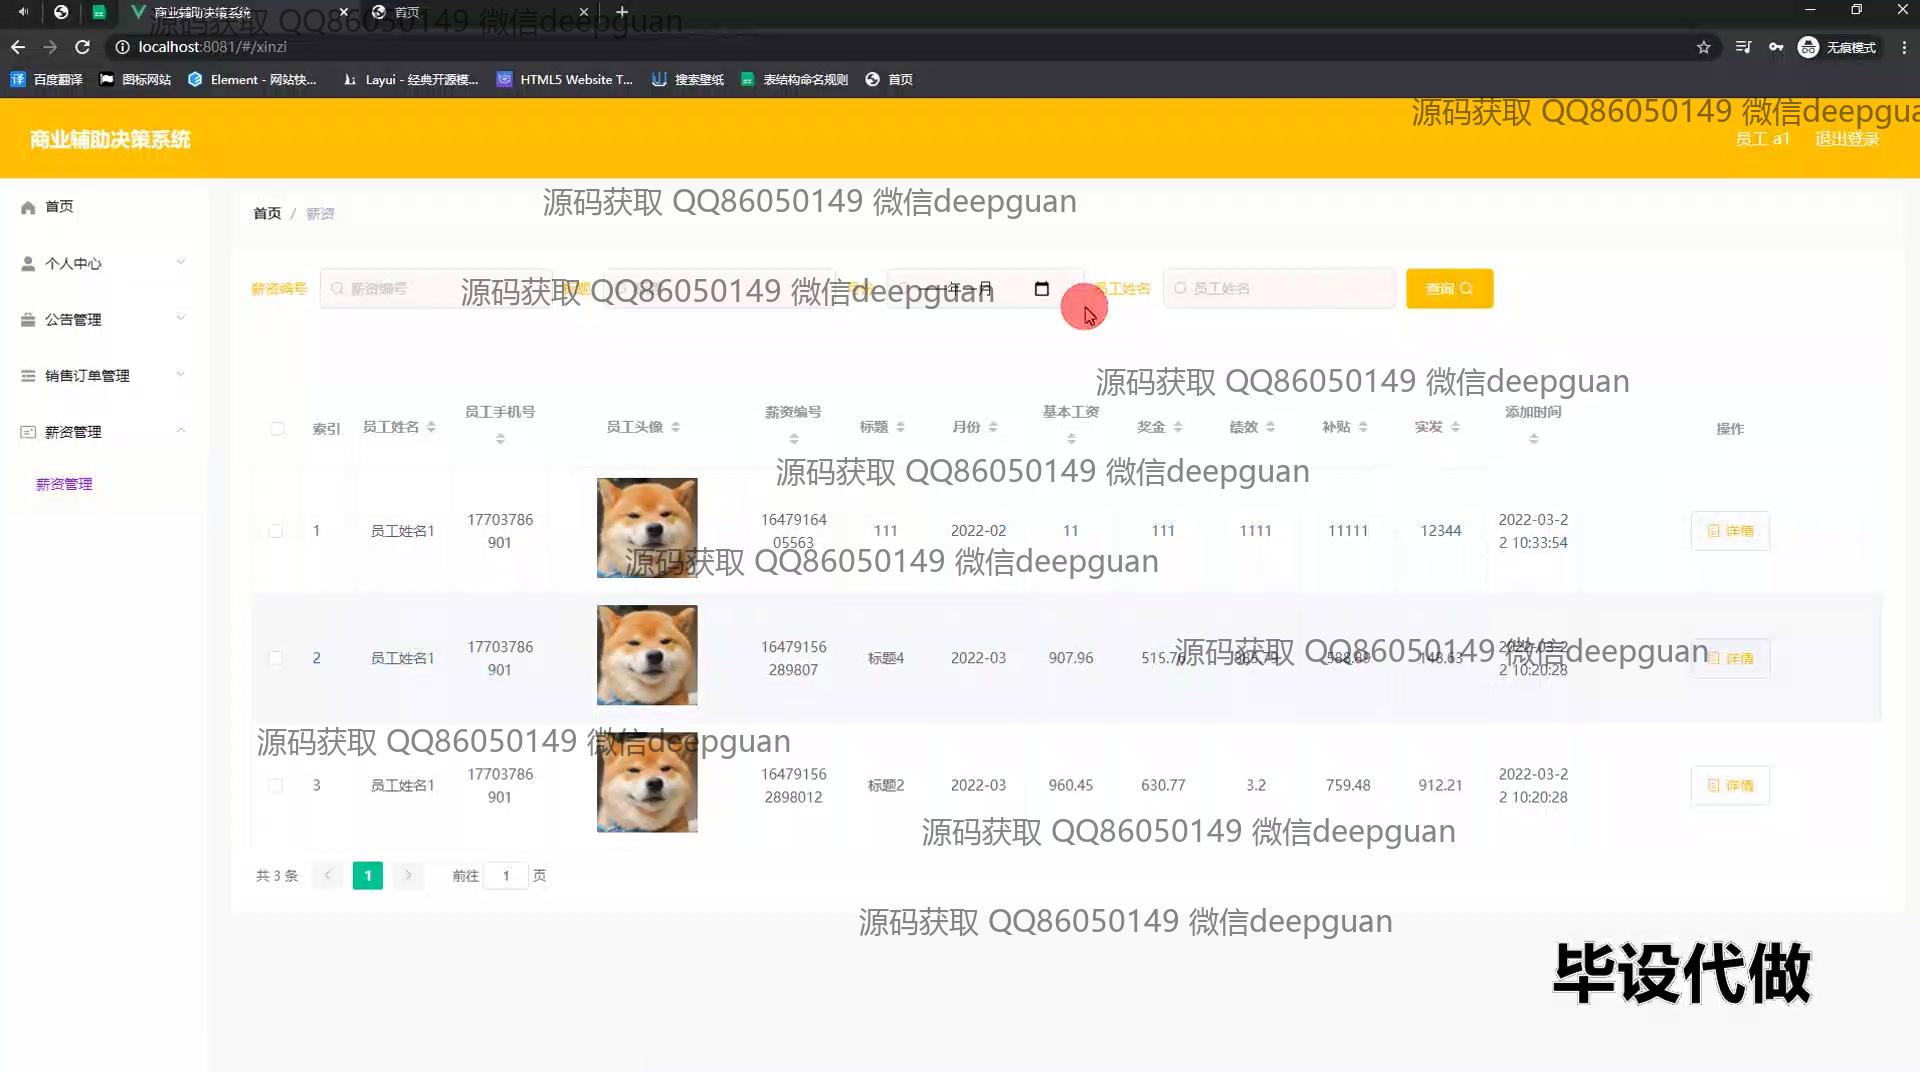 商业辅助决策系统
首页
源码获取 QQ86050149 微信deepguan
localhost:8081/#/xinzi
无痕模式
百度翻译
图标网站
Element - 网站快...
Layui - 经典开源模...
HTML5 Website T...
搜索壁纸
表结构命名规则
首页
源码获取 QQ86050149 微信deepgua
商业辅助决策系统
员工 a1
退出登录
首页
个人中心
公告管理
销售订单管理
薪资管理
薪资管理
源码获取 QQ86050149 微信deepguan
首页 / 薪资
薪资编号
薪资编号
源码获取 QQ86050149 微信deepguan
年
月
员工姓名
员工姓名
查询
源码获取 QQ86050149 微信deepguan
索引 员工姓名 员工手机号 员工头像 薪资编号 标题 月份 基本工资 奖金 绩效 补贴 实发 添加时间 操作
源码获取 QQ86050149 微信deepguan
1 员工姓名1 17703786901 1647916405563 111 2022-02 11 111 1111 11111 12344 2022-03-22 10:33:54 详情
源码获取 QQ86050149 微信deepguan
2 员工姓名1 17703786901 16479156289807 标题4 2022-03 907.96 515.76 588.89 148.63 2022-03-22 10:20:28 详情
源码获取 QQ86050149 微信deepguan
源码获取 QQ86050149 微信deepguan
3 员工姓名1 17703786901 164791562898012 标题2 2022-03 960.45 630.77 3.2 759.48 912.21 2022-03-22 10:20:28 详情
源码获取 QQ86050149 微信deepguan
共 3 条 1 前往 1 页
源码获取 QQ86050149 微信deepguan
毕设代做